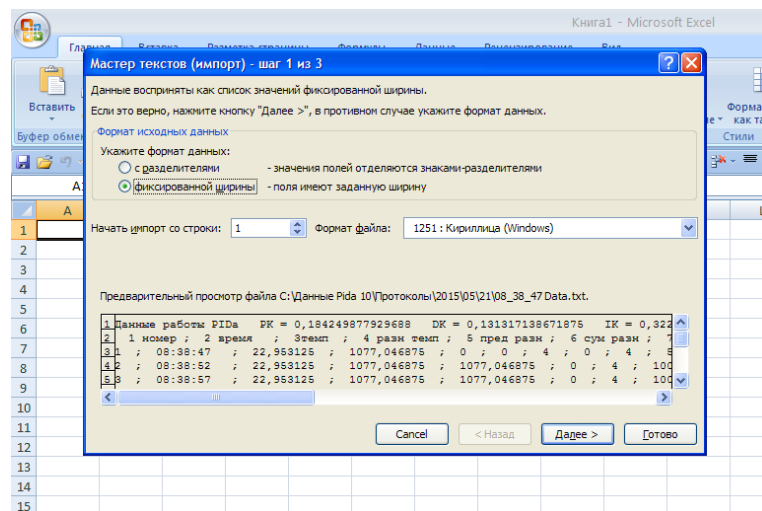 Книга1 - Microsoft Excel
Вставить
Буфер обмен
Стили
Мастер текстов (импорт) - шаг 1 из 3
Данные восприняты как список значений фиксированной ширины.
Если это верно, нажмите кнопку "Далее >", в противном случае укажите формат данных.
Формат исходных данных
Укажите формат данных:
с разделителями - значения полей отделяются знаками-разделителями
фиксированной ширины - поля имеют заданную ширину
Начать импорт со строки: 1 Формат файла: 1251 : Кириллица (Windows)
Предварительный просмотр файла C:\Данные Pida 10\Протоколы\2015\05\21\08_38_47 Data.txt.
1 Данные работы PIDа PK = 0,184249877929688 DK = 0,131317138671875 IK = 0,322
2 1 номер ; 2 время ; 3темп ; 4 разн темп ; 5 пред разн ; 6 сум разн ; 7
3 1 ; 08:38:47 ; 22,953125 ; 1077,046875 ; 0 ; 0 ; 4 ; 0 ; 4 ; 5
4 2 ; 08:38:52 ; 22,953125 ; 1077,046875 ; 1077,046875 ; 0 ; 4 ; 100
5 3 ; 08:38:57 ; 22,953125 ; 1077,046875 ; 1077,046875 ; 0 ; 4 ; 100
Cancel < Назад Далее > Готово
A
1
2
3
4
5
6
7
8
9
10
11
12
13
14
15